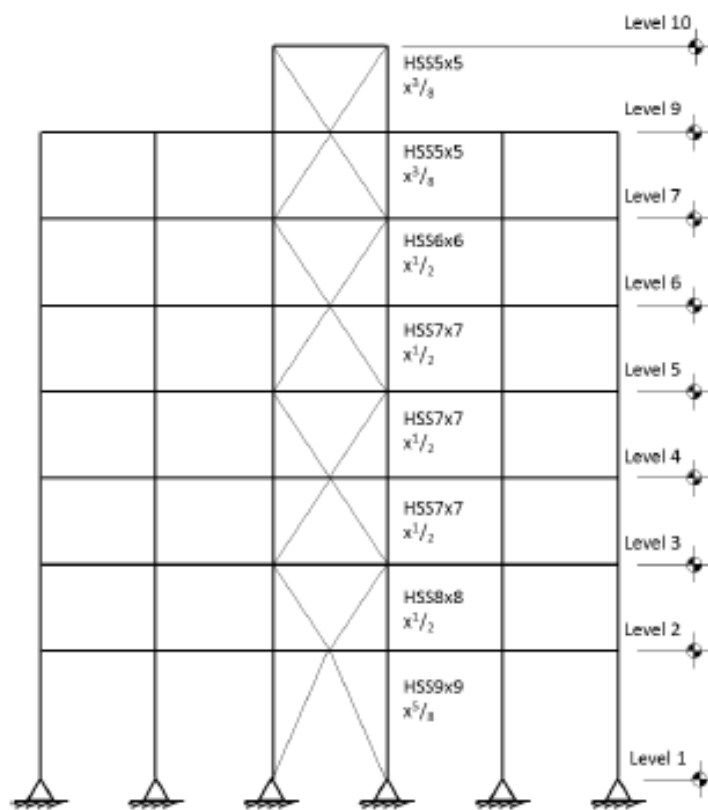 Level 10
HSS5x5
x3/8
Level 9
HSS5x5
x3/8
Level 7
HSS6x6
x1/2
Level 6
HSS7x7
x1/2
Level 5
HSS7x7
x1/2
Level 4
HSS7x7
x1/2
Level 3
HSS8x8
x1/2
Level 2
HSS9x9
x5/8
Level 1